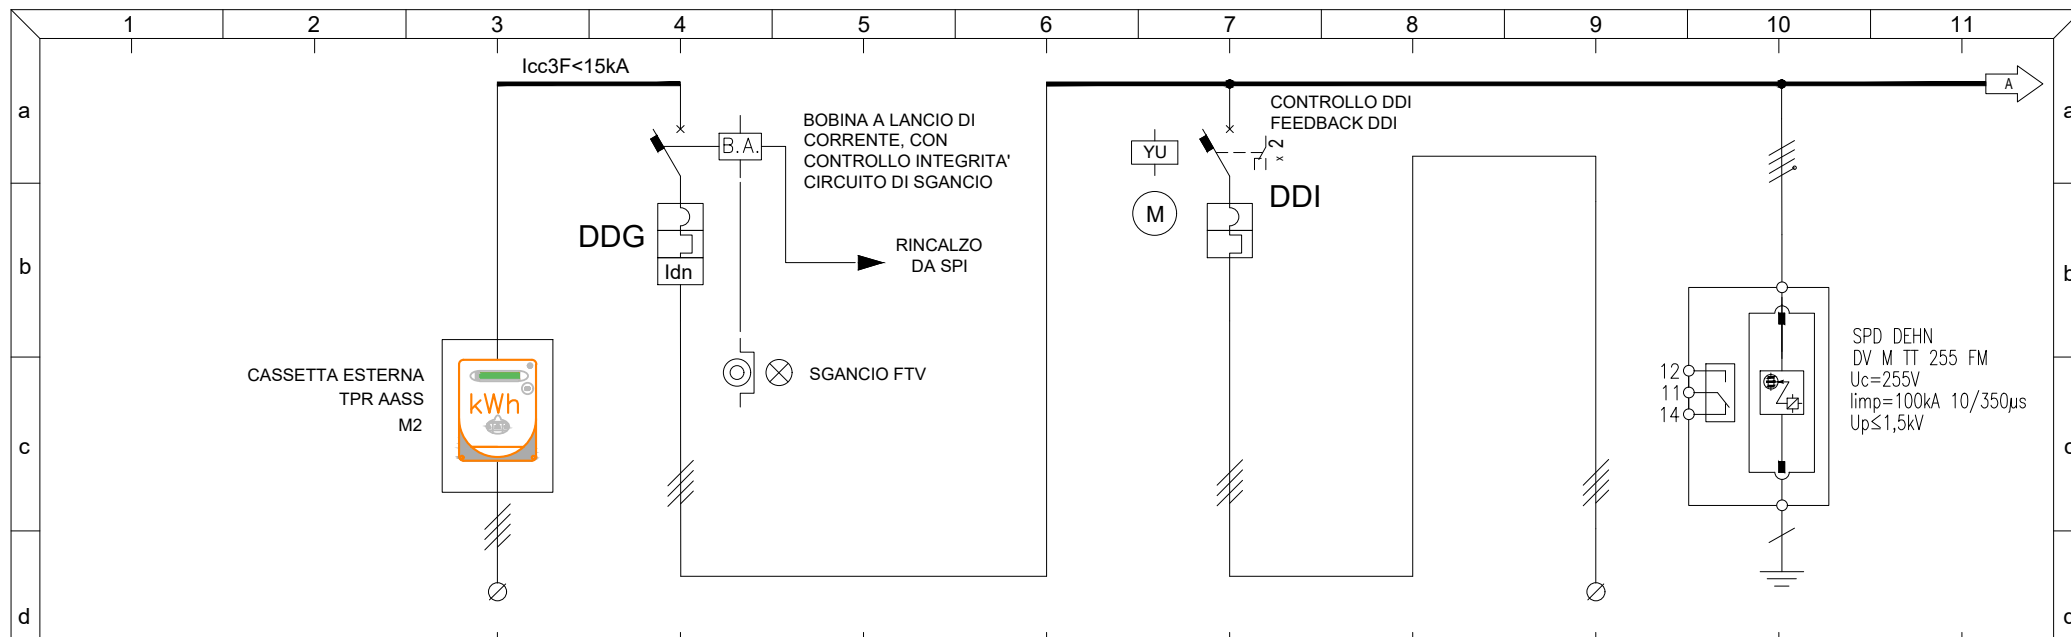 1 2 3 4 5 6 7 8 9 10 11
Icc3F<15kA
A
a
a
BOBINA A LANCIO DI
CORRENTE, CON
CONTROLLO INTEGRITA'
CIRCUITO DI SGANCIO
B.A.
CONTROLLO DDI
FEEDBACK DDI
YU
x 2
M
DDI
DDG
Idn
RINCALZO
DA SPI
b
b
CASSETTA ESTERNA
TPR AASS
M2
kWh
SGANCIO FTV
12
11
14
SPD DEHN
DV M TT 255 FM
Uc=255V
Iimp=100kA 10/350µs
Up≤1,5kV
c
c
d
d